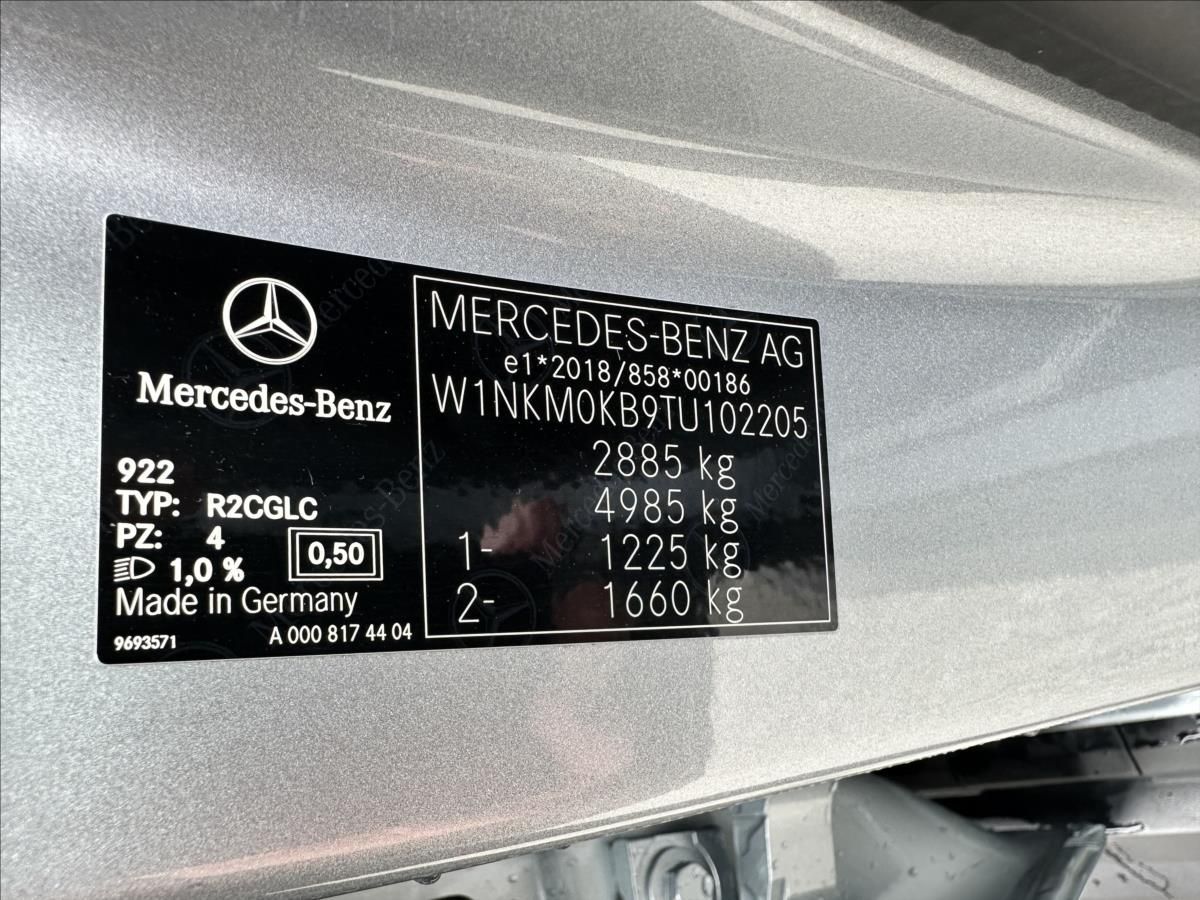 Mercedes-Benz
922
TYP: R2CGLC
PZ: 4
1,0 % 0,50
Made in Germany
9693571 A 000 817 44 04
MERCEDES-BENZ AG
e1*2018/858*00186
W1NKM0KB9TU102205
2885 kg
4985 kg
1- 1225 kg
2- 1660 kg